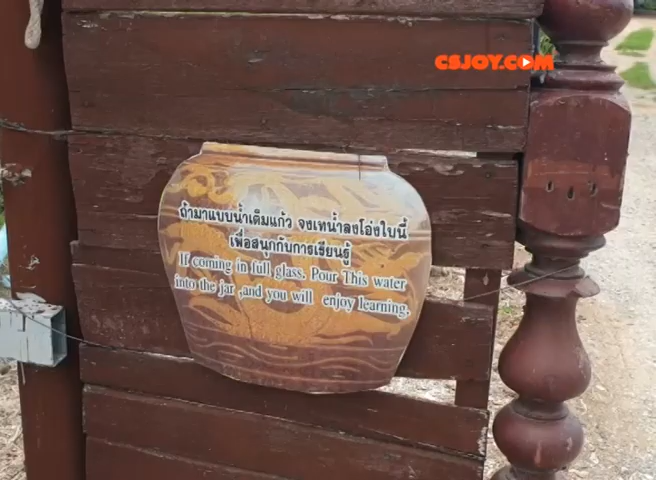 CSJOY.COM
ถ้ามาแบบน้ำเต็มแก้ว จงเทน้ำลงโอ่งใบนี้
เพื่อสนุกกับการเรียนรู้
If coming in full glass. Pour This water
into the jar ,and you will enjoy learning.